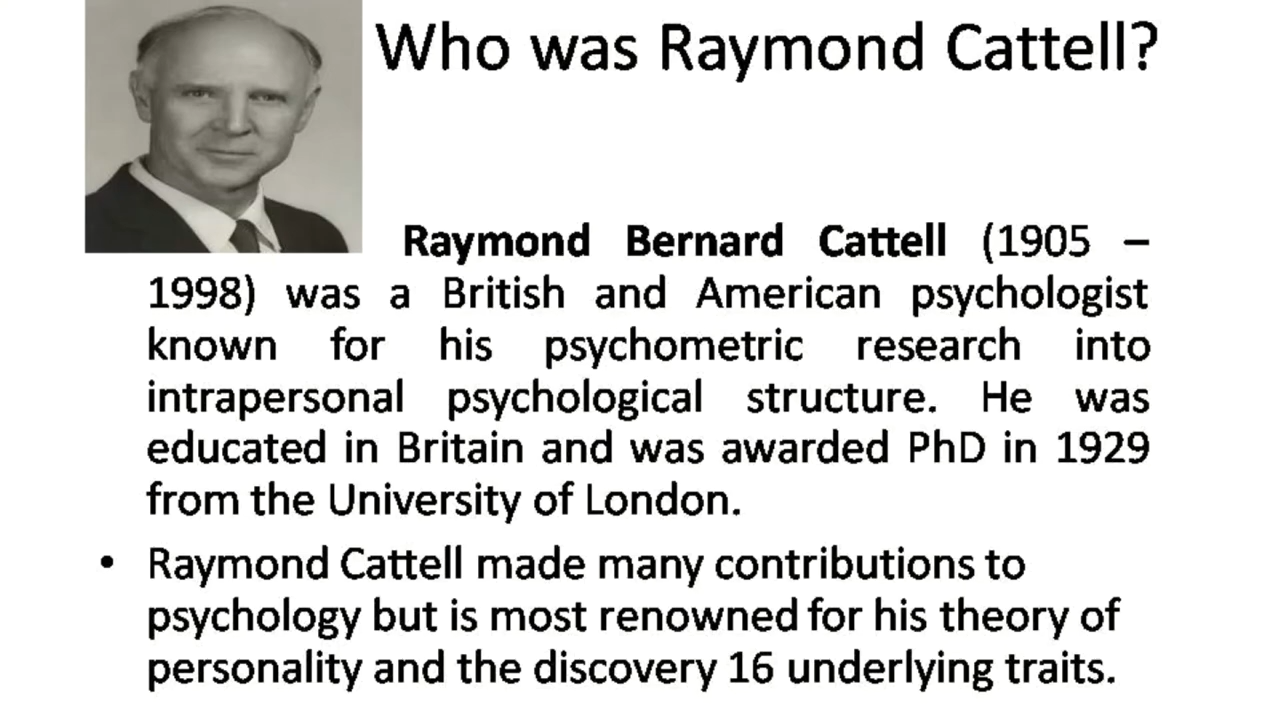 Who was Raymond Cattell?
Raymond Bernard Cattell (1905 –
1998) was a British and American psychologist
known for his psychometric research into
intrapersonal psychological structure. He was
educated in Britain and was awarded PhD in 1929
from the University of London.
• Raymond Cattell made many contributions to
psychology but is most renowned for his theory of
personality and the discovery 16 underlying traits.